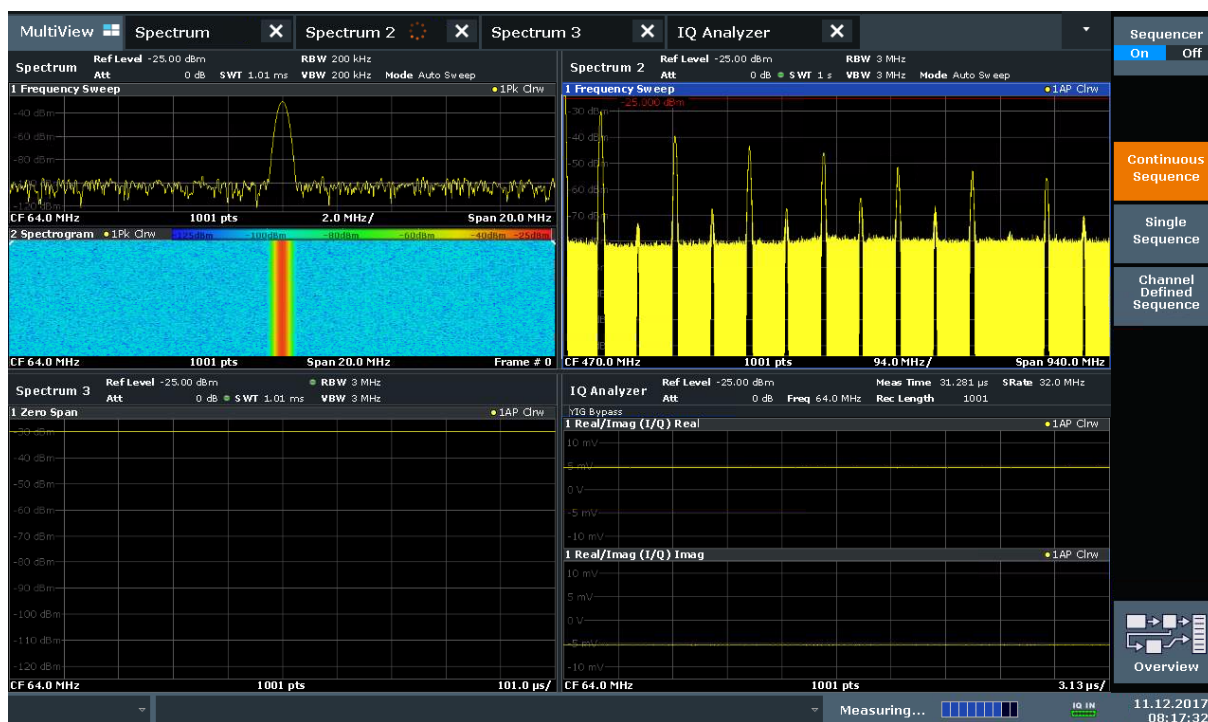 MultiView Spectrum Spectrum 2 Spectrum 3 IQ Analyzer
Sequencer
On Off
Continuous
Sequence
Single
Sequence
Channel
Defined
Sequence
Overview
Spectrum Ref Level -25.00 dBm RBW 200 kHz
Att 0 dB SWT 1.01 ms VBW 200 kHz Mode Auto Sweep
1 Frequency Sweep 1Pk Clrw
-40 dBm
-60 dBm
-80 dBm
-120 dBm
CF 64.0 MHz 1001 pts 2.0 MHz/ Span 20.0 MHz
2 Spectrogram 1Pk Clrw -125dBm -100dBm -80dBm -60dBm -40dBm -25dBm
CF 64.0 MHz 1001 pts Span 20.0 MHz Frame # 0
Spectrum 2 Ref Level -25.00 dBm RBW 3 MHz
Att 0 dB SWT 1 s VBW 3 MHz Mode Auto Sweep
1 Frequency Sweep 1AP Clrw
-25.000 dBm
-30 dBm
-40 dBm
-50 dBm
-60 dBm
-70 dBm
CF 470.0 MHz 1001 pts 94.0 MHz/ Span 940.0 MHz
Spectrum 3 Ref Level -25.00 dBm RBW 3 MHz
Att 0 dB SWT 1.01 ms VBW 3 MHz
1 Zero Span 1AP Clrw
-30 dBm
-40 dBm
-50 dBm
-60 dBm
-70 dBm
-80 dBm
-90 dBm
-100 dBm
-110 dBm
-120 dBm
CF 64.0 MHz 1001 pts 101.0 µs/
IQ Analyzer Ref Level -25.00 dBm Meas Time 31.281 µs SRate 32.0 MHz
Att 0 dB Freq 64.0 MHz Rec Length 1001
YIG Bypass
1 Real/Imag (I/Q) Real 1AP Clrw
10 mV
5 mV
0 V
-5 mV
-10 mV
1 Real/Imag (I/Q) Imag 1AP Clrw
10 mV
5 mV
0 V
-5 mV
-10 mV
CF 64.0 MHz 1001 pts 3.13 µs/
Measuring... IQ IN 11.12.2017
08:17:32